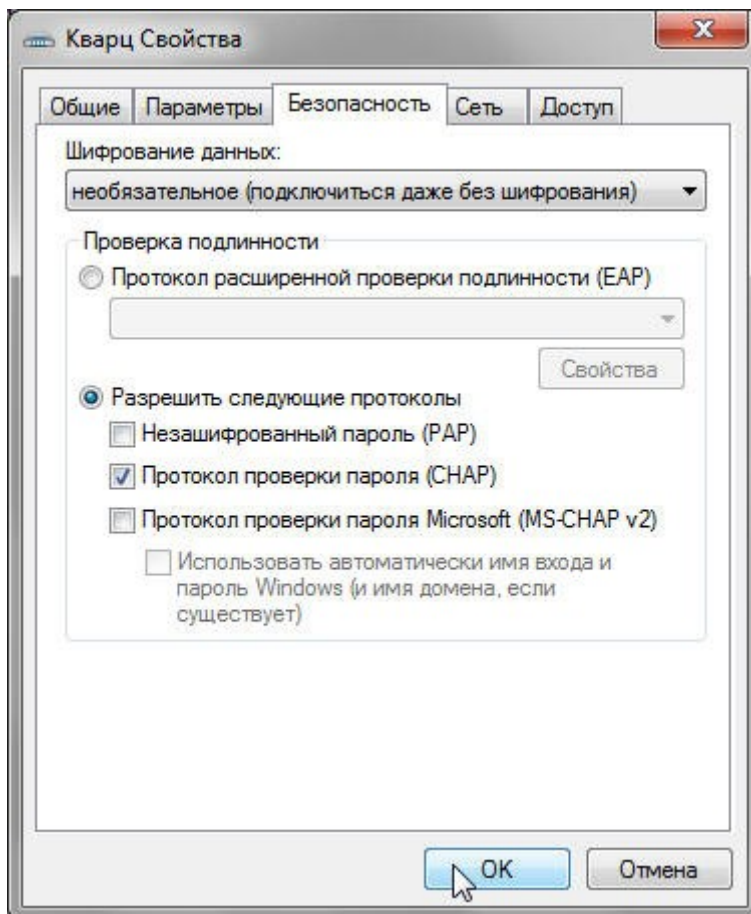 Кварц Свойства
Общие Параметры Безопасность Сеть Доступ
Шифрование данных:
необязательное (подключиться даже без шифрования)
Проверка подлинности
Протокол расширенной проверки подлинности (EAP)
Свойства
Разрешить следующие протоколы
Незашифрованный пароль (PAP)
Протокол проверки пароля (CHAP)
Протокол проверки пароля Microsoft (MS-CHAP v2)
Использовать автоматически имя входа и
пароль Windows (и имя домена, если
существует)
OK Отмена